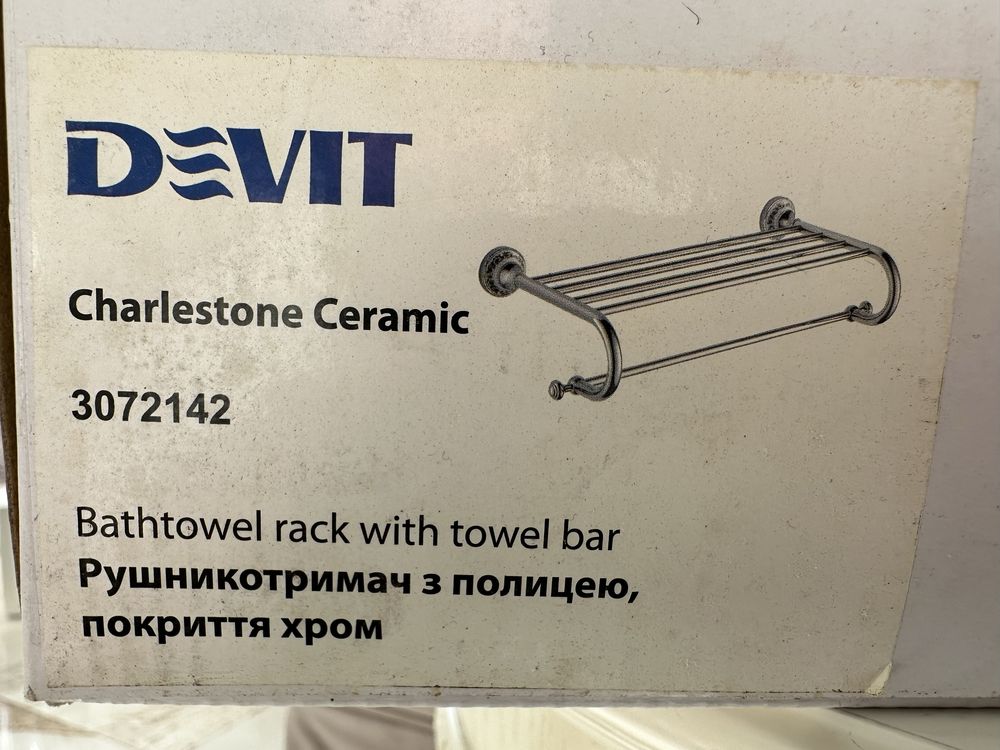 DEVIT
Charlestone Ceramic
3072142
Bathtowel rack with towel bar
Рушникотримач з полицею,
покриття хром